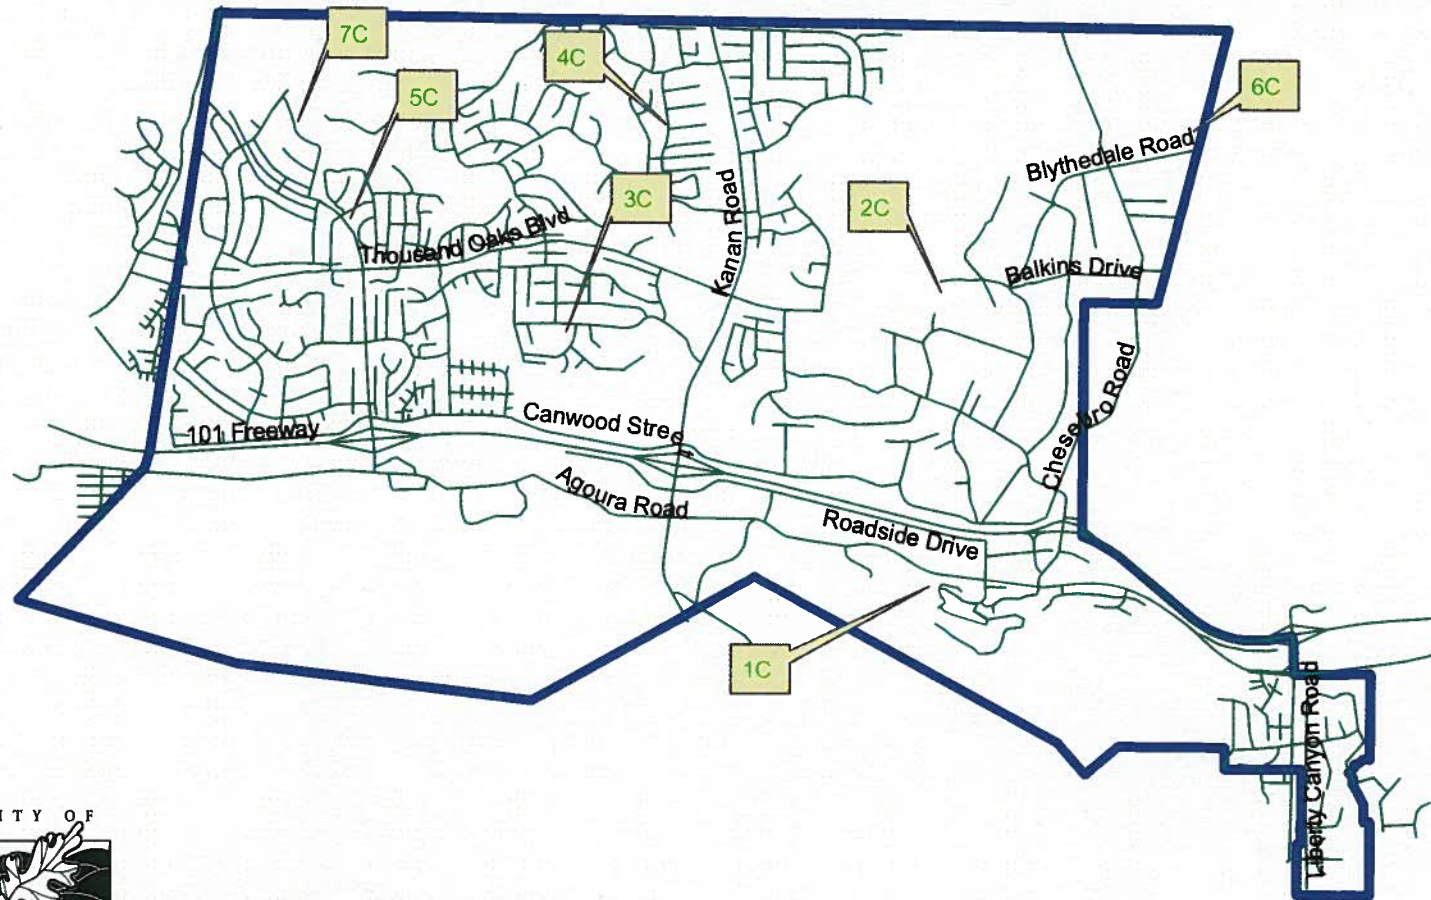 7C
4C
5C
6C
Blythedale Road
3C
2C
Kanan Road
Thousand Oaks Blvd
Balkins Drive
Chesebro Road
Canwood Street
101 Freeway
Agoura Road
Roadside Drive
1C
Liberty Canyon Road
ITY OF